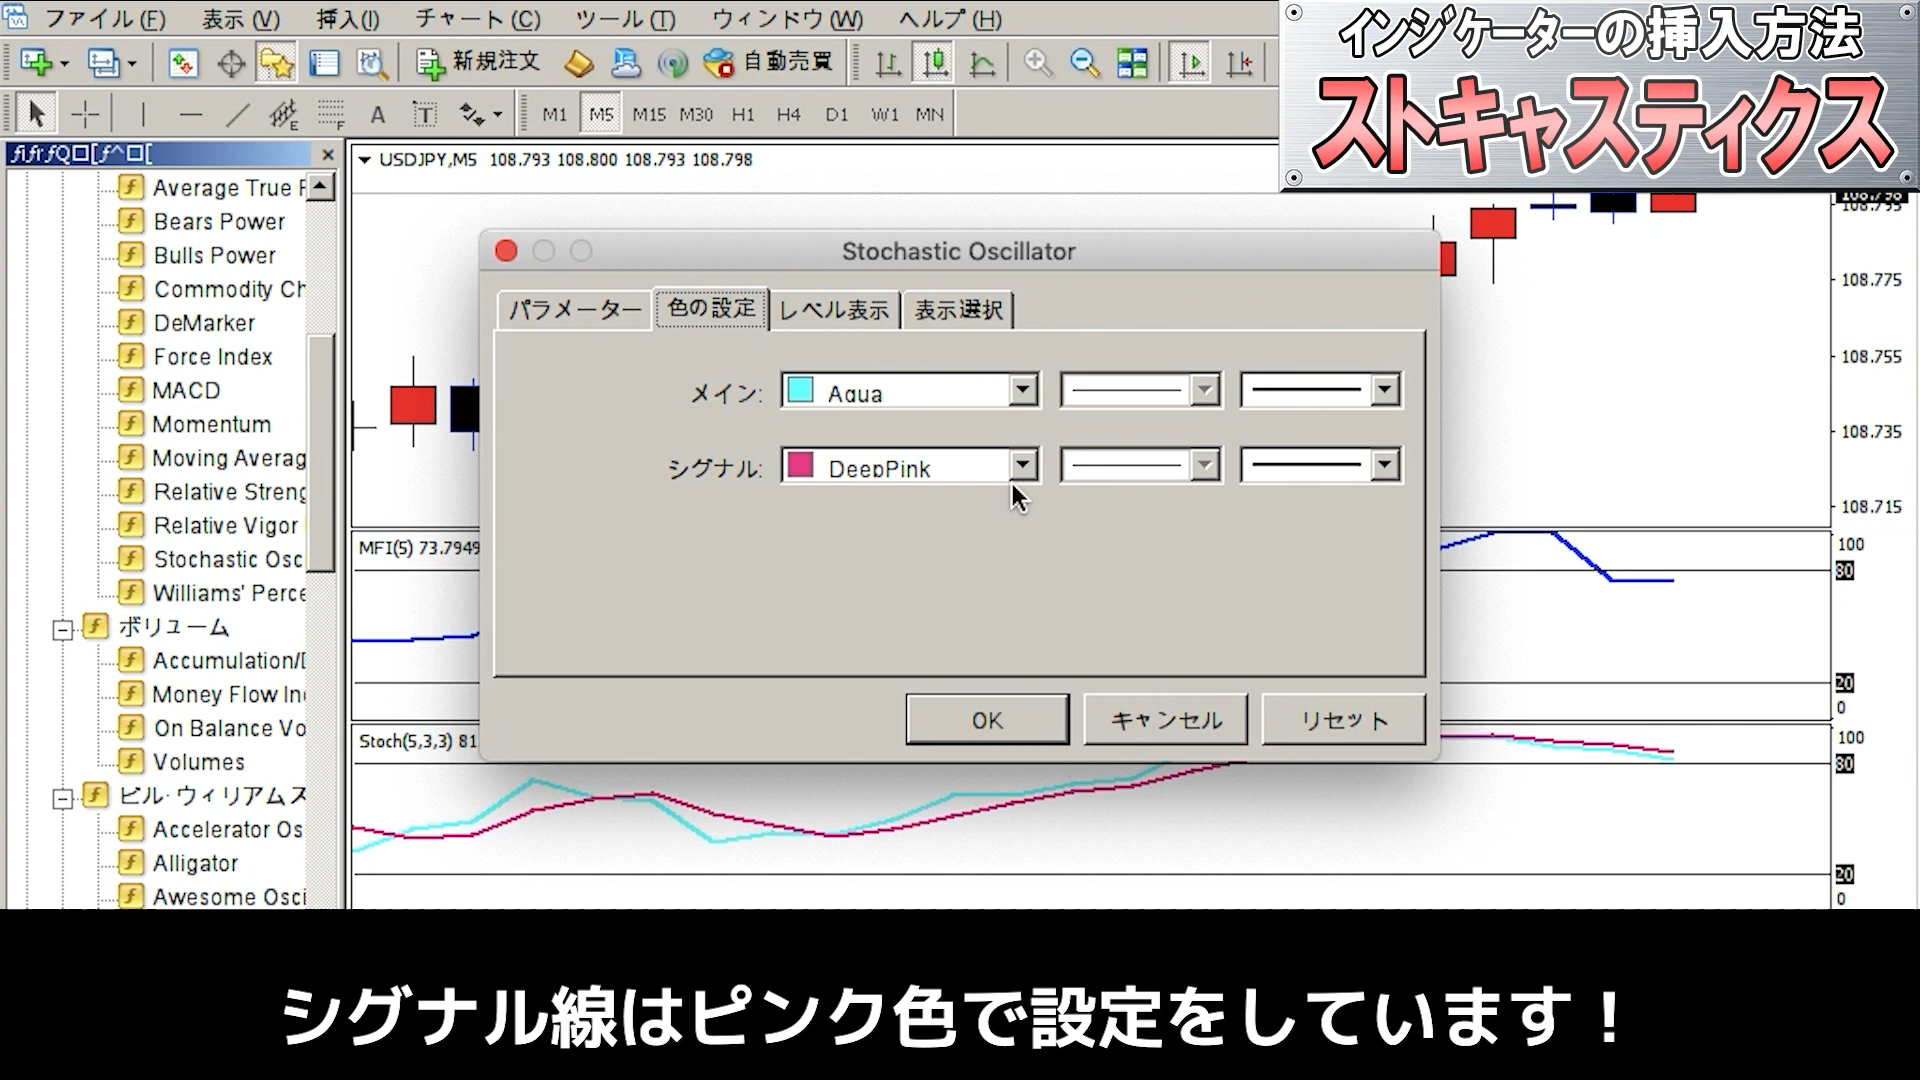 ファイル (F) 表示 (V) 挿入(I) チャート (C) ツール (T) ウィンドウ (W) ヘルプ (H)
インジケーターの挿入方法
ストキャスティクス
新規注文 自動売買
E F A T M1 M5 M15 M30 H1 H4 D1 W1 MN
USDJPY,M5 108.793 108.800 108.793 108.798
Average True
Bears Power
Bulls Power
Commodity Ch
DeMarker
Force Index
MACD
Momentum
Moving Averag
Relative Streng
Relative Vigor
Stochastic Osc
Williams' Perce
ボリューム
Accumulation/D
Money Flow In
On Balance Vo
Volumes
ビル・ウィリアムス
Accelerator Os
Alligator
Awesome Osci
Stochastic Oscillator
パラメーター 色の設定 レベル表示 表示選択
メイン: Aqua
シグナル: DeepPink
OK キャンセル リセット
108.795
108.775
108.755
108.735
108.715
MFI(5) 73.7949
100
80
20
0
Stoch(5,3,3) 81
100
80
20
0
シグナル線はピンク色で設定をしています！